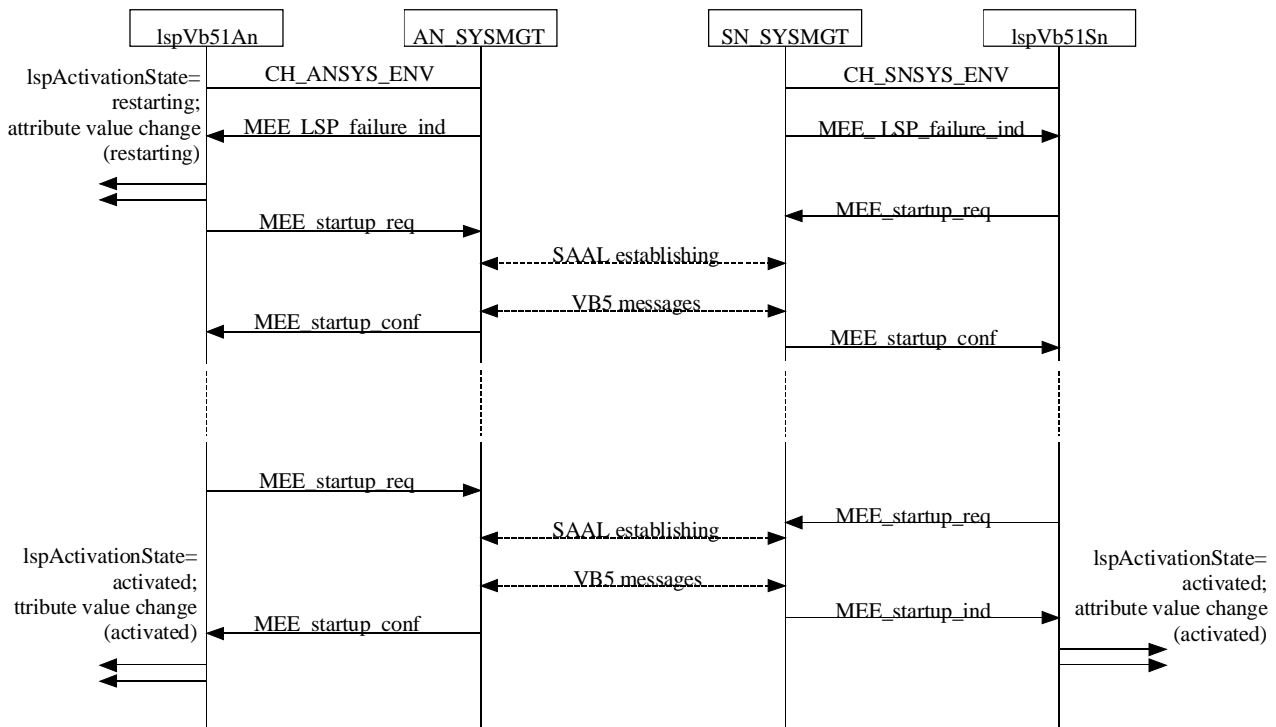 lspVb51An
AN_SYSMGT
SN_SYSMGT
lspVb51Sn
CH_ANSYS_ENV
CH_SNSYS_ENV
lspActivationState=
restarting;
attribute value change
(restarting)
MEE_LSP_failure_ind
MEE_ LSP_failure_ind
MEE_startup_req
MEE_startup_req
SAAL establishing
VB5 messages
MEE_startup_conf
MEE_startup_conf
MEE_startup_req
MEE_startup_req
SAAL establishing
lspActivationState=
activated;
ttribute value change
(activated)
VB5 messages
lspActivationState=
activated;
attribute value change
(activated)
MEE_startup_ind
MEE_startup_conf